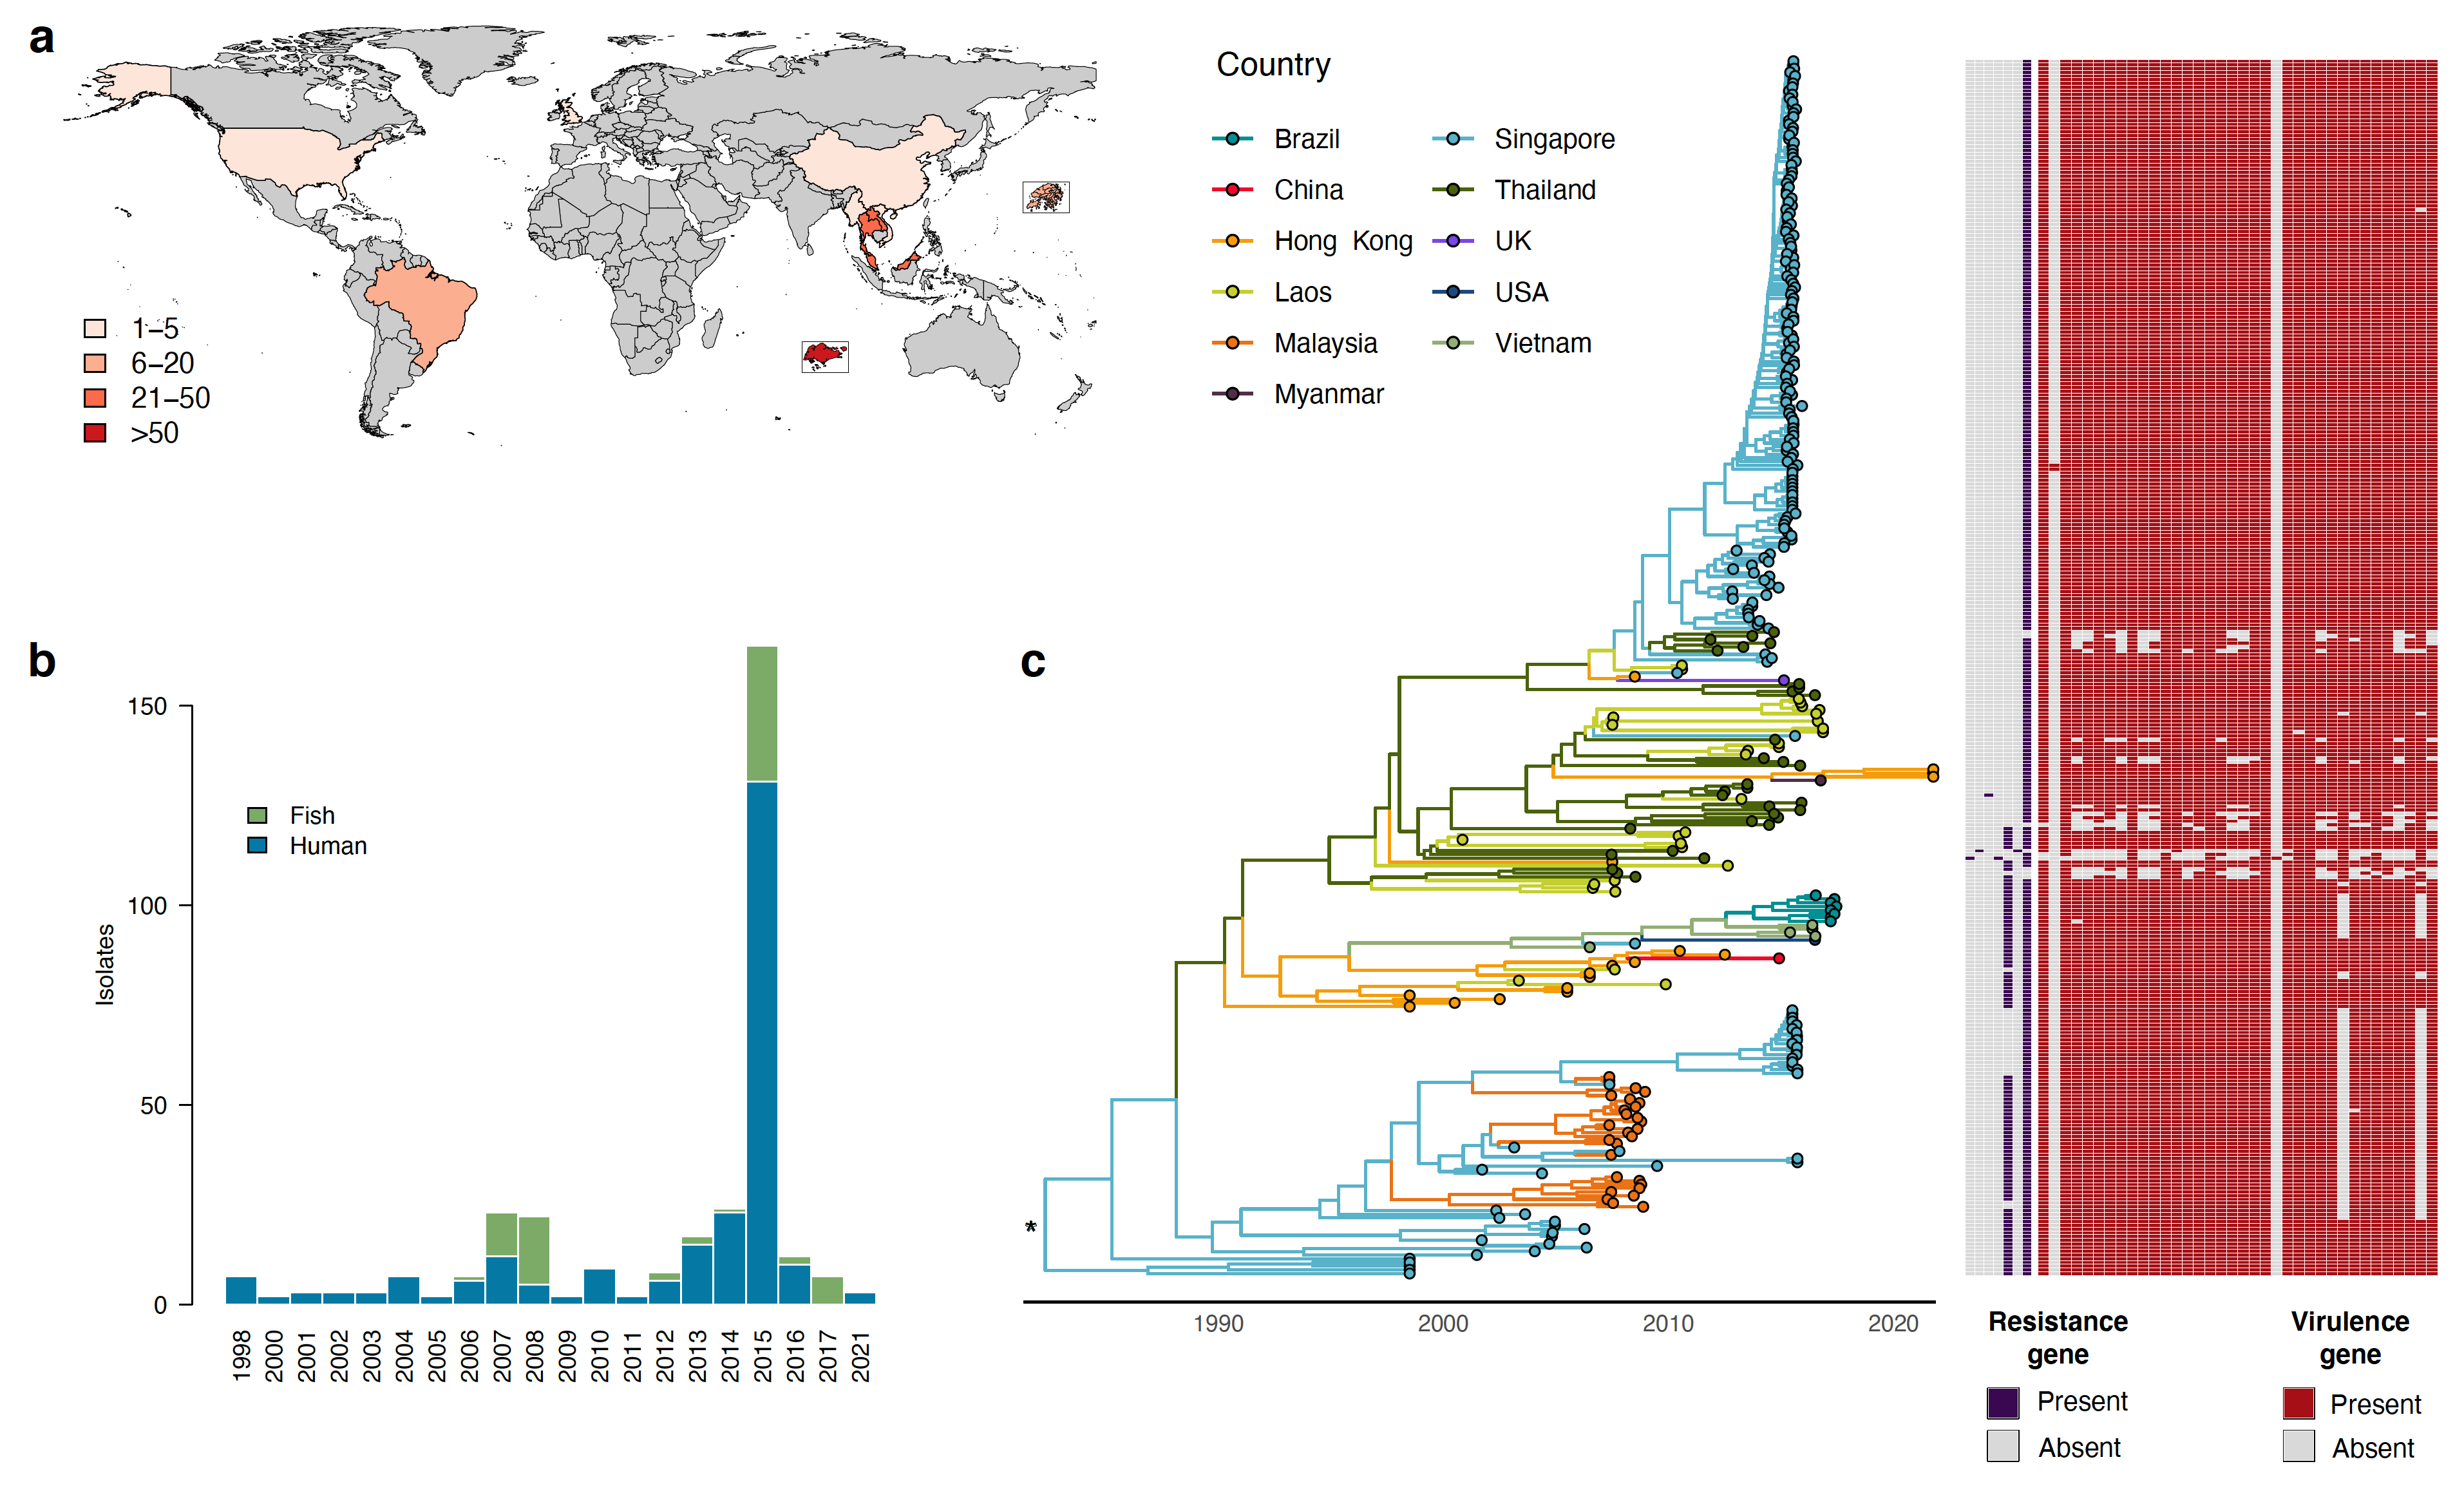 a
1–5
6–20
21–50
>50
Country
Brazil
China
Hong Kong
Laos
Malaysia
Myanmar
Singapore
Thailand
UK
USA
Vietnam
b
150
100
50
0
Isolates
Fish
Human
1998
2000
2001
2002
2003
2004
2005
2006
2007
2008
2009
2010
2011
2012
2013
2014
2015
2016
2017
2021
c
*
1990
2000
2010
2020
Resistance
gene
Present
Absent
Virulence
gene
Present
Absent